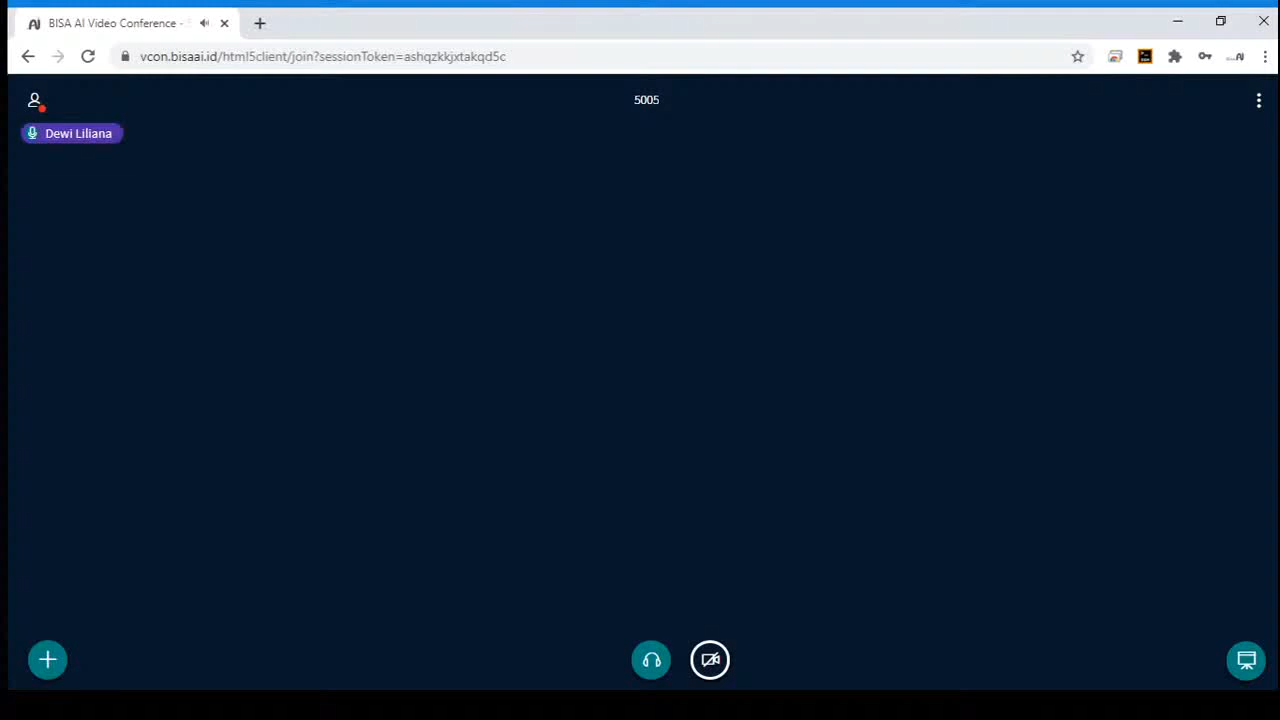 BISA AI Video Conference -
vcon.bisaai.id/html5client/join?sessionToken=ashqzkkjxtakqd5c
5005
Dewi Liliana